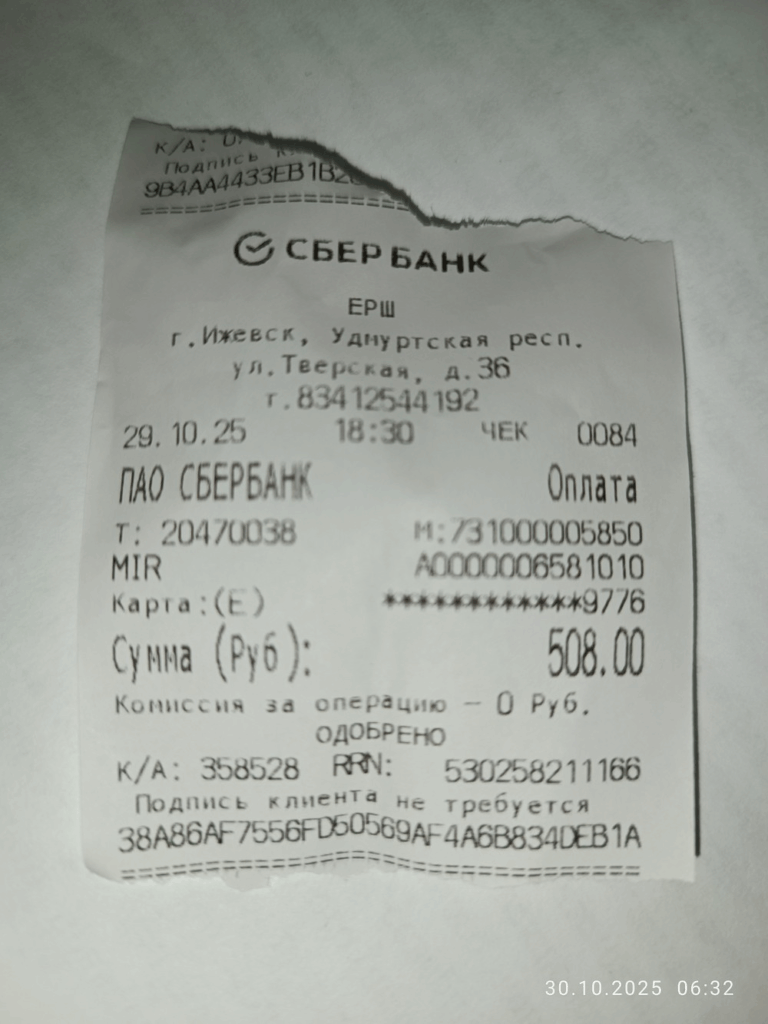 К/А:
Подпись
9B4AA4433EB1B2
================
СБЕР БАНК
ЕРШ
г.Ижевск, Удмуртская респ.
ул.Тверская, д.36
т.83412544192
29.10.25 18:30 ЧЕК 0084
ПАО СБЕРБАНК Оплата
Т: 20470038 М:731000005850
MIR A0000006581010
Карта:(E) ************9776
Сумма (Руб): 508.00
Комиссия за операцию – 0 Руб.
ОДОБРЕНО
К/А: 358528 RRN: 530258211166
Подпись клиента не требуется
38A86AF7556FD50569AF4A6B834DEB1A
================================
30.10.2025 06:32